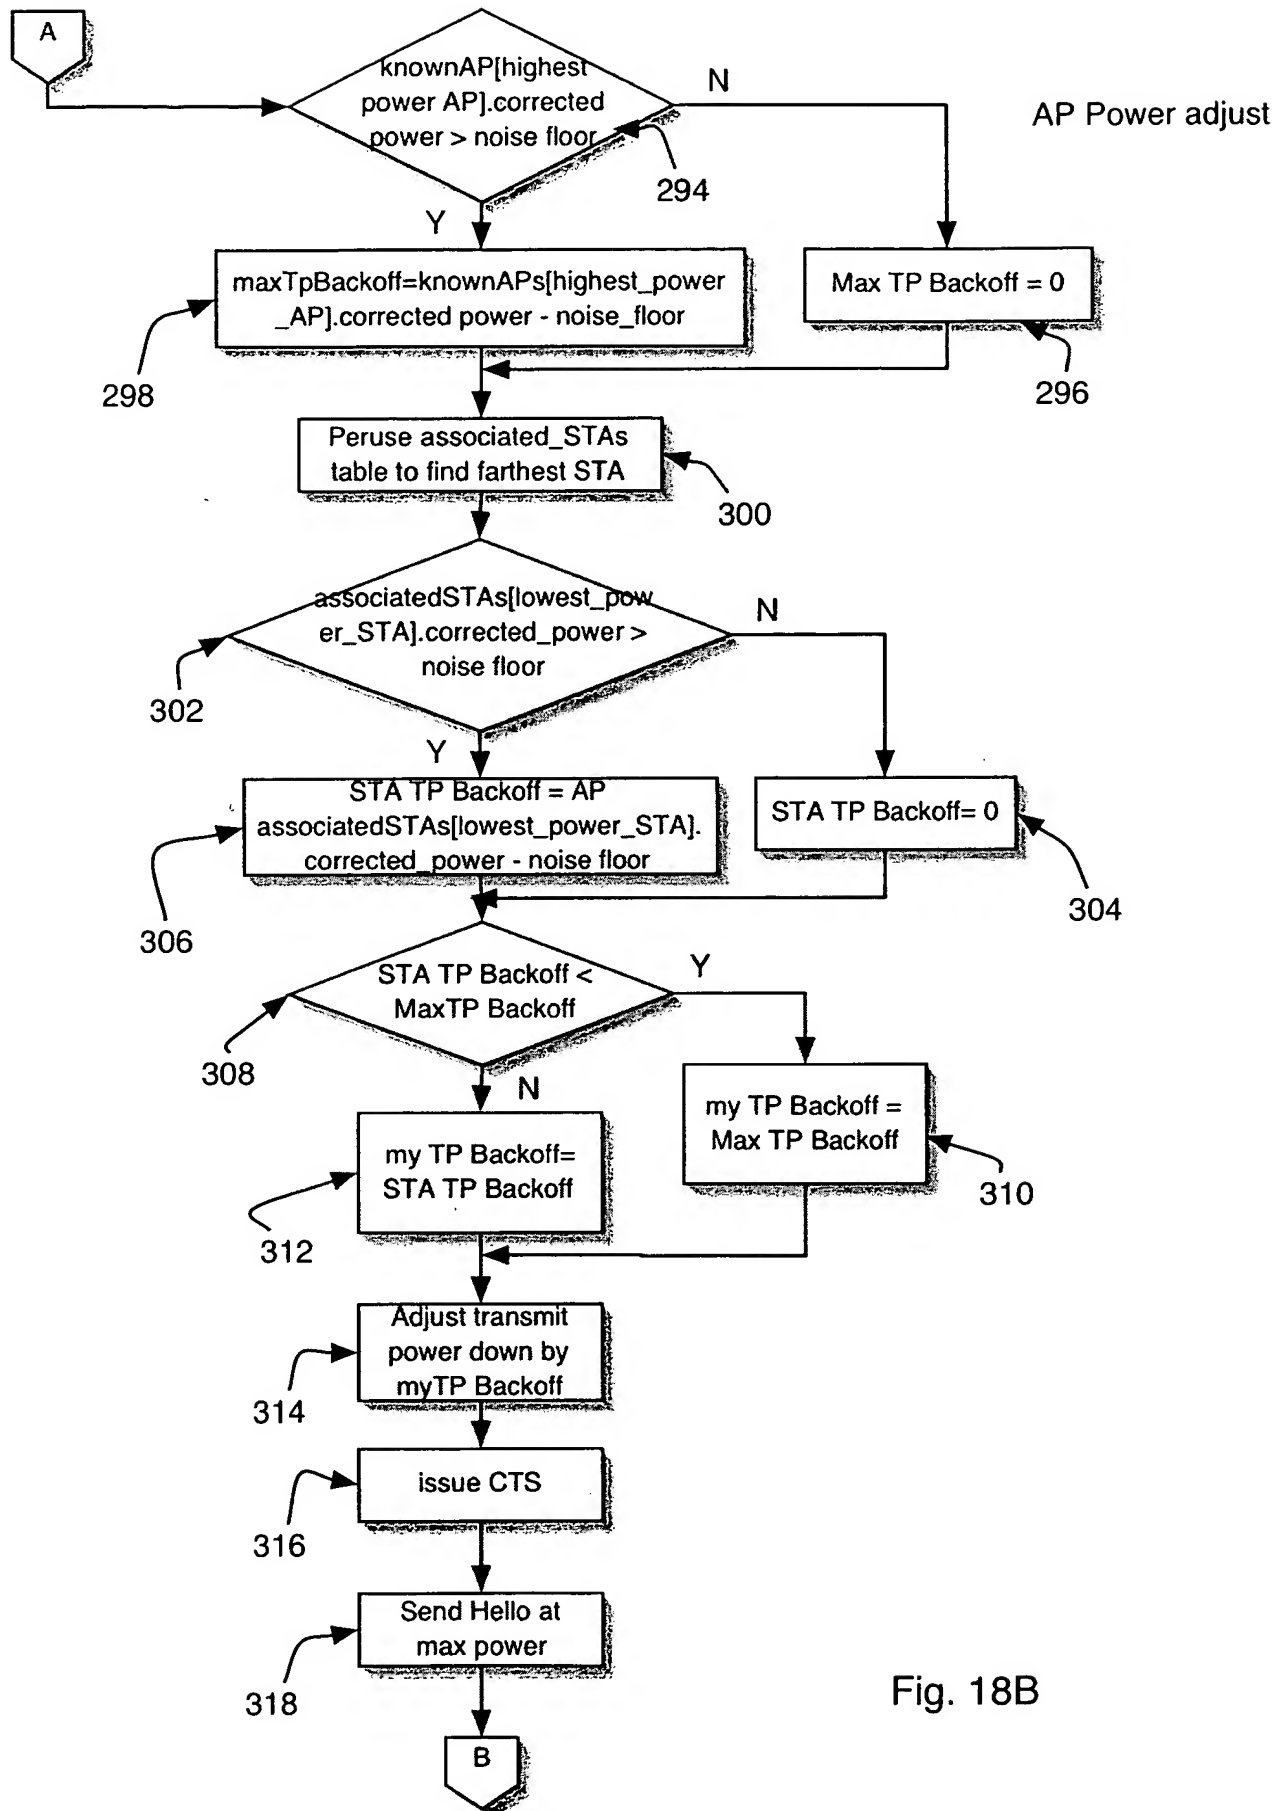 A
knownAP[highest
power AP].corrected
power > noise floor
N
AP Power adjust
294
Y
maxTpBackoff=knownAPs[highest_power
_AP].corrected power - noise_floor
Max TP Backoff = 0
298
296
Peruse associated_STAs
table to find farthest STA
300
associatedSTAs[lowest_pow
er_STA].corrected_power >
noise floor
N
302
Y
STA TP Backoff = AP
associatedSTAs[lowest_power_STA].
corrected_power - noise floor
STA TP Backoff= 0
306
304
STA TP Backoff <
MaxTP Backoff
Y
308
N
my TP Backoff=
STA TP Backoff
my TP Backoff =
Max TP Backoff
310
312
Adjust transmit
power down by
myTP Backoff
314
issue CTS
316
Send Hello at
max power
318
Fig. 18B
B